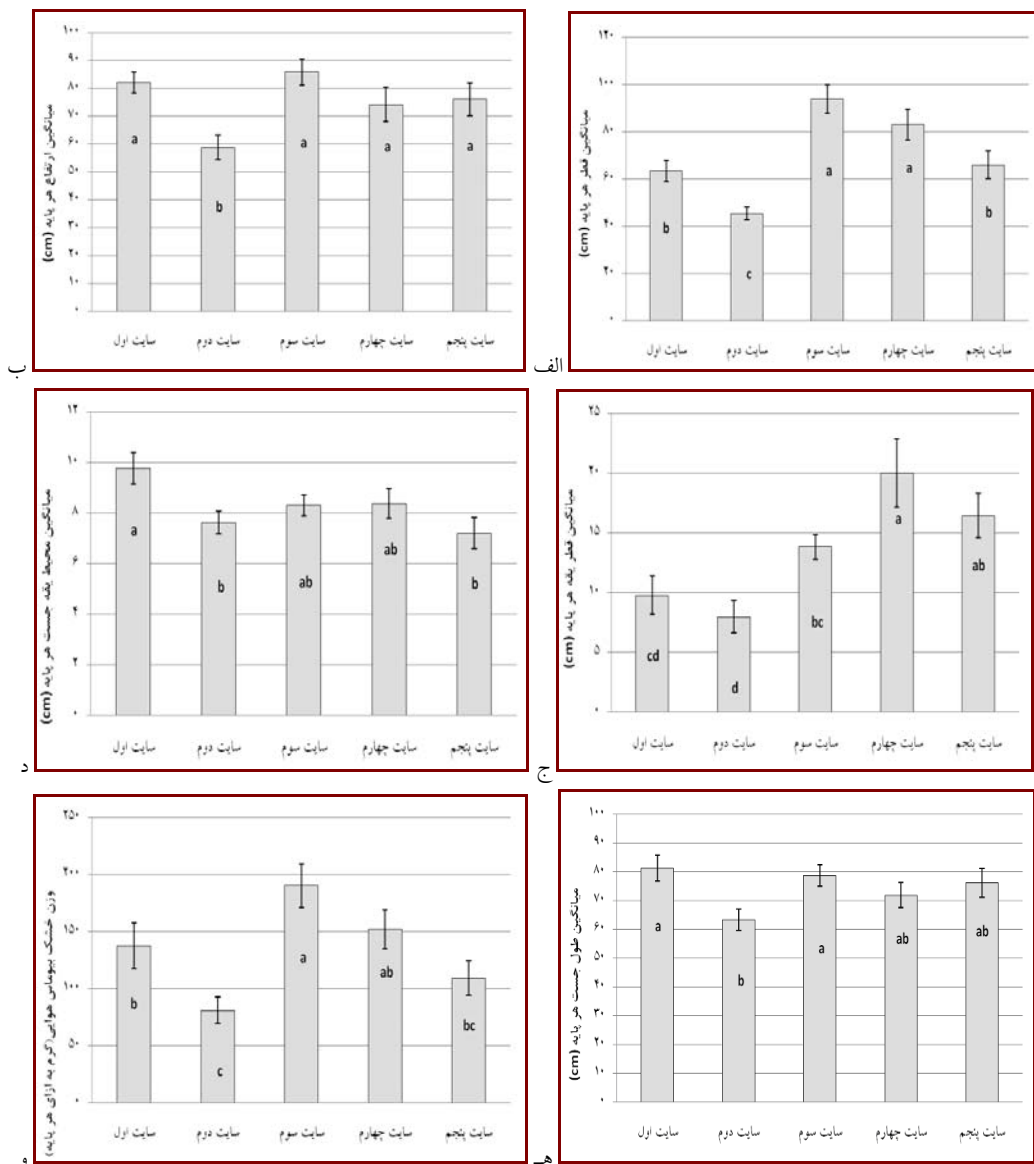 میانگین قطر هر پایه (cm)
۱۲۰
۱۰۰
۸۰
۶۰
۴۰
۲۰
۰
b
c
a
a
b
سایت اول سایت دوم سایت سوم سایت چهارم سایت پنجم
الف
میانگین ارتفاع هر پایه (cm)
۱۰۰
۹۰
۸۰
۷۰
۶۰
۵۰
۴۰
۳۰
۲۰
۱۰
۰
a
b
a
a
a
سایت اول سایت دوم سایت سوم سایت چهارم سایت پنجم
ب
میانگین قطر یقه هر پایه (cm)
۲۵
۲۰
۱۵
۱۰
۵
۰
cd
d
bc
a
ab
سایت اول سایت دوم سایت سوم سایت چهارم سایت پنجم
ج
میانگین محیط یقه جست هر پایه (cm)
۱۲
۱۰
۸
۶
۴
۲
۰
a
b
ab
ab
b
سایت اول سایت دوم سایت سوم سایت چهارم سایت پنجم
د
میانگین طول جست هر پایه (cm)
۱۰۰
۹۰
۸۰
۷۰
۶۰
۵۰
۴۰
۳۰
۲۰
۱۰
۰
a
b
a
ab
ab
سایت اول سایت دوم سایت سوم سایت چهارم سایت پنجم
هـ
وزن خشک بیوماس هوایی(گرم به ازای هر پایه)
۲۵۰
۲۰۰
۱۵۰
۱۰۰
۵۰
۰
b
c
a
ab
bc
سایت اول سایت دوم سایت سوم سایت چهارم سایت پنجم